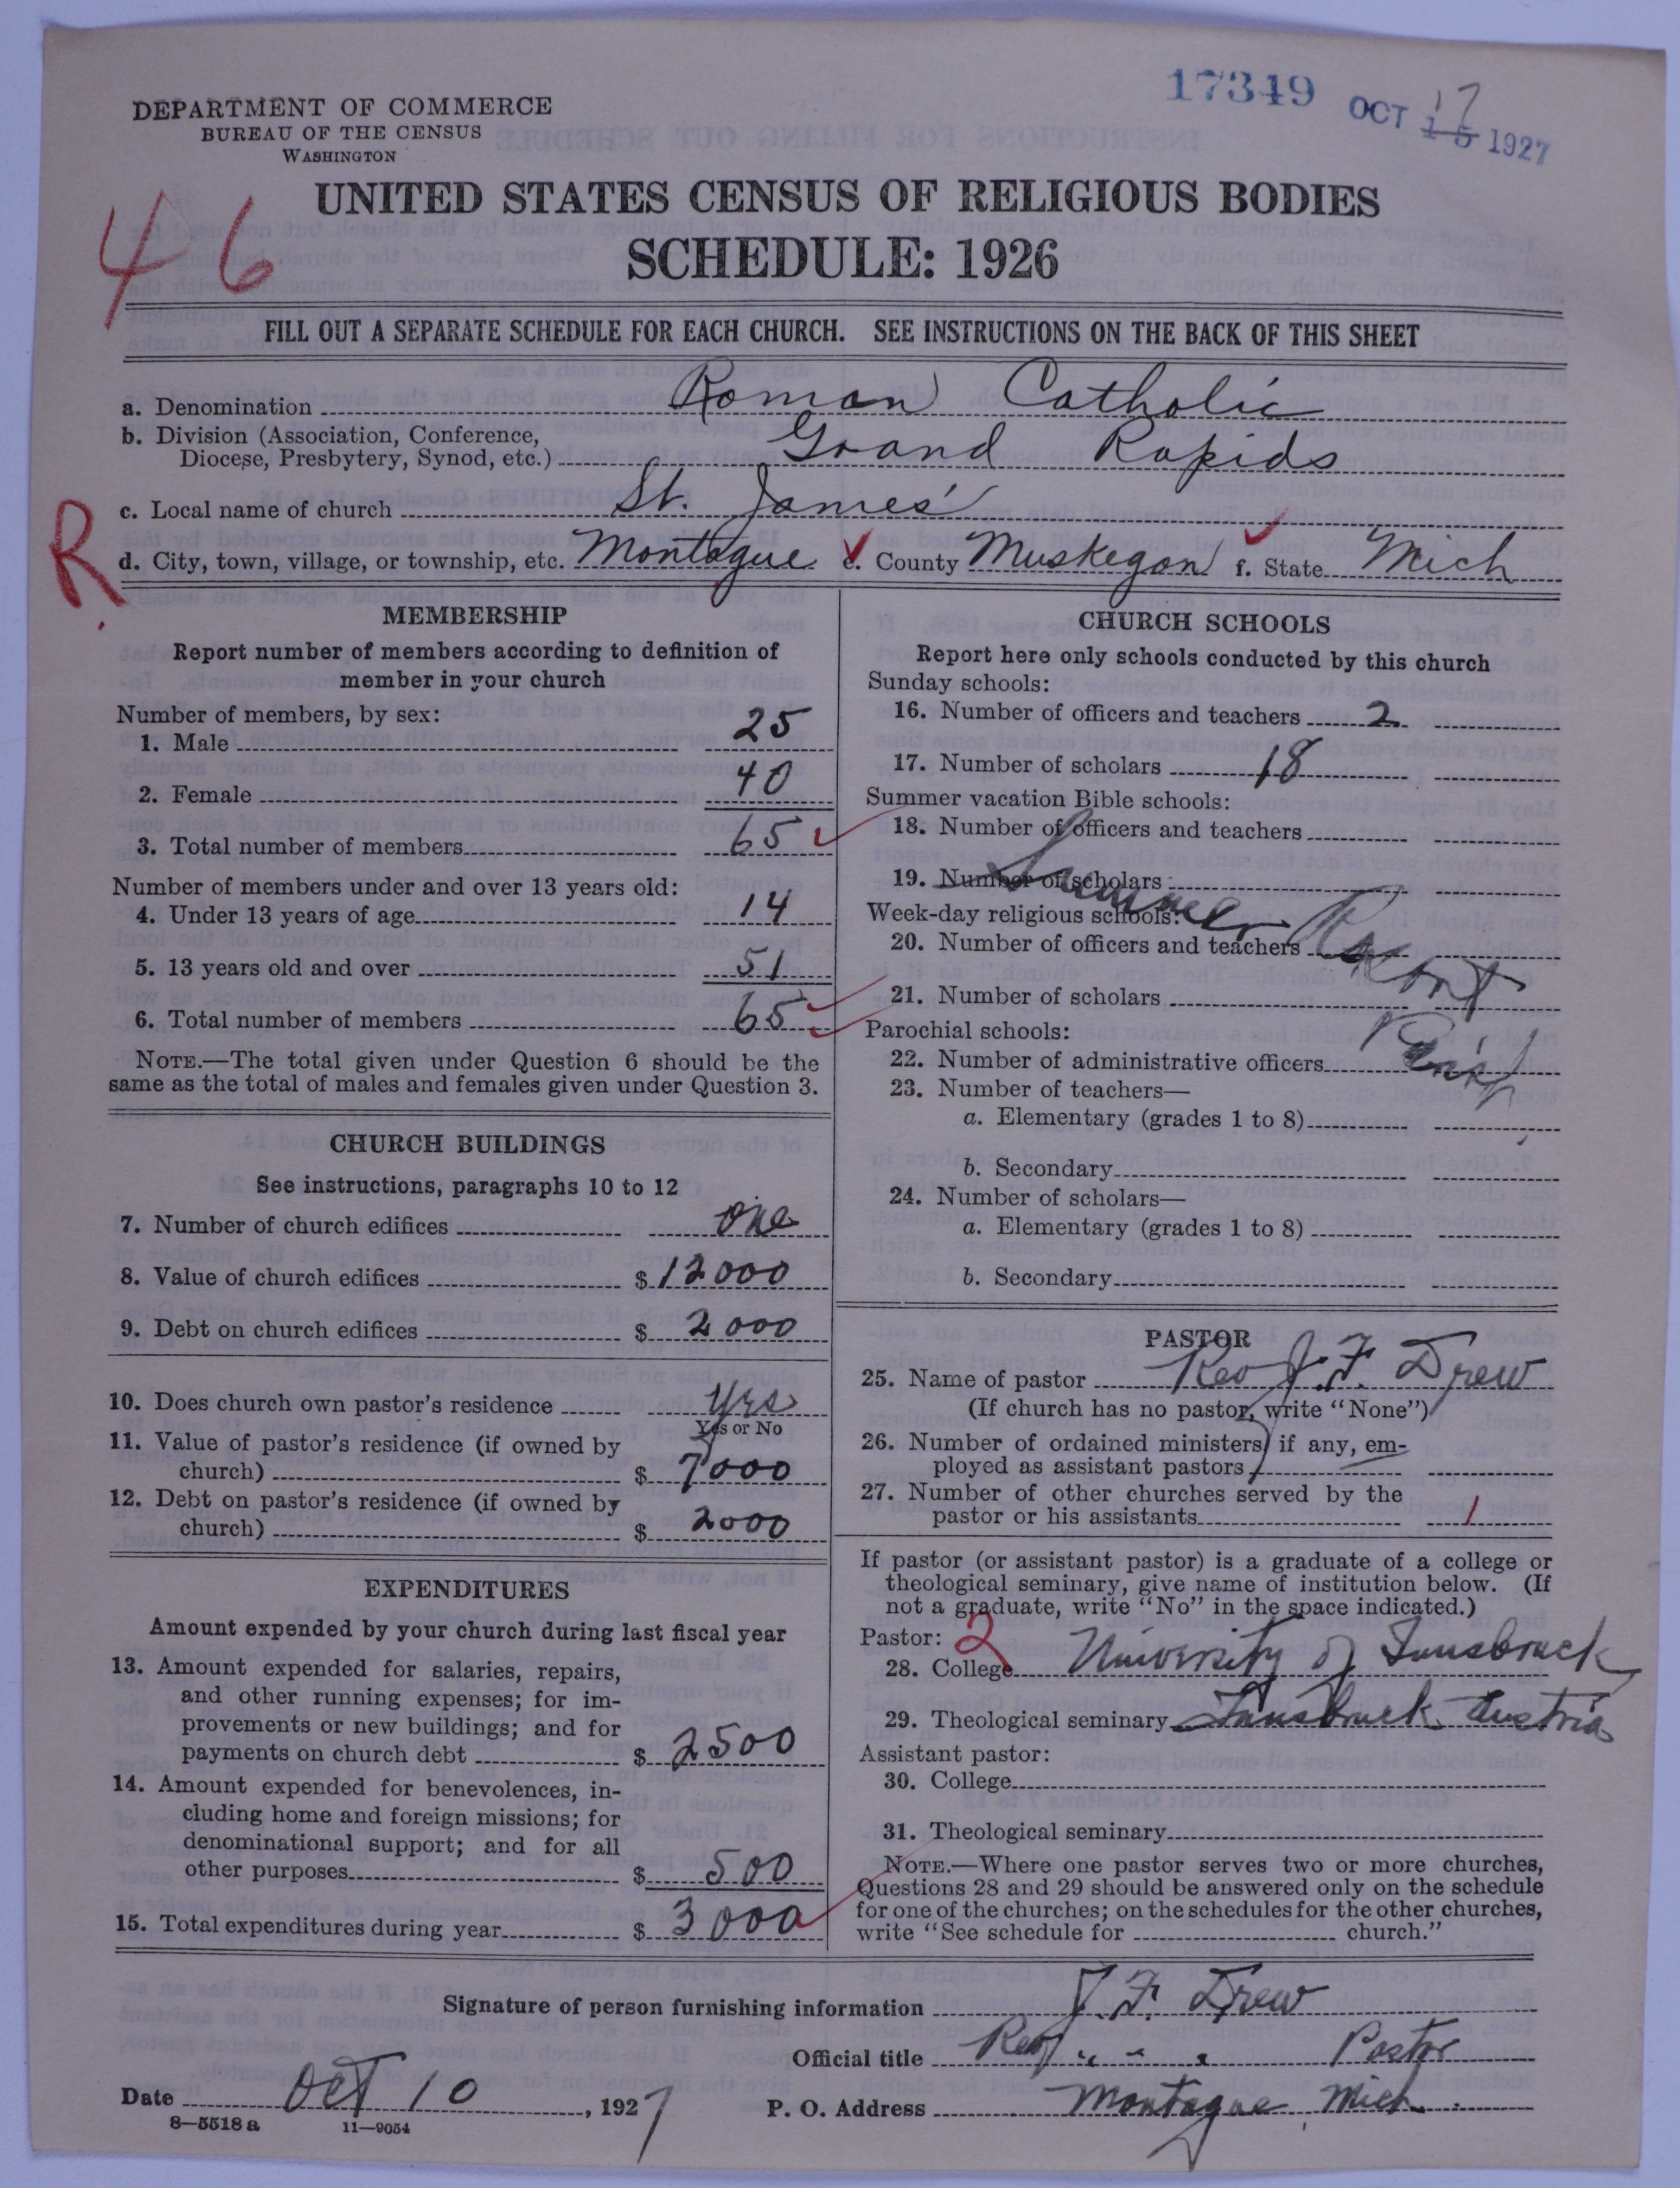 17349 OCT 15 17 1927
DEPARTMENT OF COMMERCE
BUREAU OF THE CENSUS
WASHINGTON
46
UNITED STATES CENSUS OF RELIGIOUS BODIES
SCHEDULE: 1926
FILL OUT A SEPARATE SCHEDULE FOR EACH CHURCH. SEE INSTRUCTIONS ON THE BACK OF THIS SHEET
a. Denomination Roman Catholic
b. Division (Association, Conference,
Diocese, Presbytery, Synod, etc.) Grand Rapids
c. Local name of church St. James'
R.
d. City, town, village, or township, etc. Montague e. County Muskegon f. State Mich
MEMBERSHIP
Report number of members according to definition of
member in your church
Number of members, by sex:
1. Male 25
2. Female 40
3. Total number of members 65
Number of members under and over 13 years old:
4. Under 13 years of age 14
5. 13 years old and over 51
6. Total number of members 65
NOTE.—The total given under Question 6 should be the
same as the total of males and females given under Question 3.
CHURCH BUILDINGS
See instructions, paragraphs 10 to 12
7. Number of church edifices one
8. Value of church edifices $ 12000
9. Debt on church edifices $ 2000
10. Does church own pastor's residence Yes
Yes or No
11. Value of pastor's residence (if owned by
church) $ 7000
12. Debt on pastor's residence (if owned by
church) $ 2000
EXPENDITURES
Amount expended by your church during last fiscal year
13. Amount expended for salaries, repairs,
and other running expenses; for im-
provements or new buildings; and for
payments on church debt $ 2500
14. Amount expended for benevolences, in-
cluding home and foreign missions; for
denominational support; and for all
other purposes $ 500
15. Total expenditures during year $ 3000
CHURCH SCHOOLS
Report here only schools conducted by this church
Sunday schools:
16. Number of officers and teachers 2
17. Number of scholars 18
Summer vacation Bible schools:
18. Number of officers and teachers
19. Number of scholars
Summer
Week-day religious schools:
20. Number of officers and teachers Resort
21. Number of scholars
Parochial schools:
22. Number of administrative officers
23. Number of teachers—
a. Elementary (grades 1 to 8)
b. Secondary
24. Number of scholars—
a. Elementary (grades 1 to 8)
b. Secondary
PASTOR
25. Name of pastor Rev J. F. Drew
(If church has no pastor, write "None")
26. Number of ordained ministers, if any, em-
ployed as assistant pastors
27. Number of other churches served by the
pastor or his assistants 1
If pastor (or assistant pastor) is a graduate of a college or
theological seminary, give name of institution below. (If
not a graduate, write "No" in the space indicated.)
Pastor: 2
28. College University of Innsbruck
29. Theological seminary Innsbruck Austria
Assistant pastor:
30. College
31. Theological seminary
NOTE.—Where one pastor serves two or more churches,
Questions 28 and 29 should be answered only on the schedule
for one of the churches; on the schedules for the other churches,
write "See schedule for church."
Signature of person furnishing information J. F. Drew
Official title Rev " " " Pastor
Date Oct 10, 1927 P. O. Address Montague Mich.
8—5518 a 11—9054